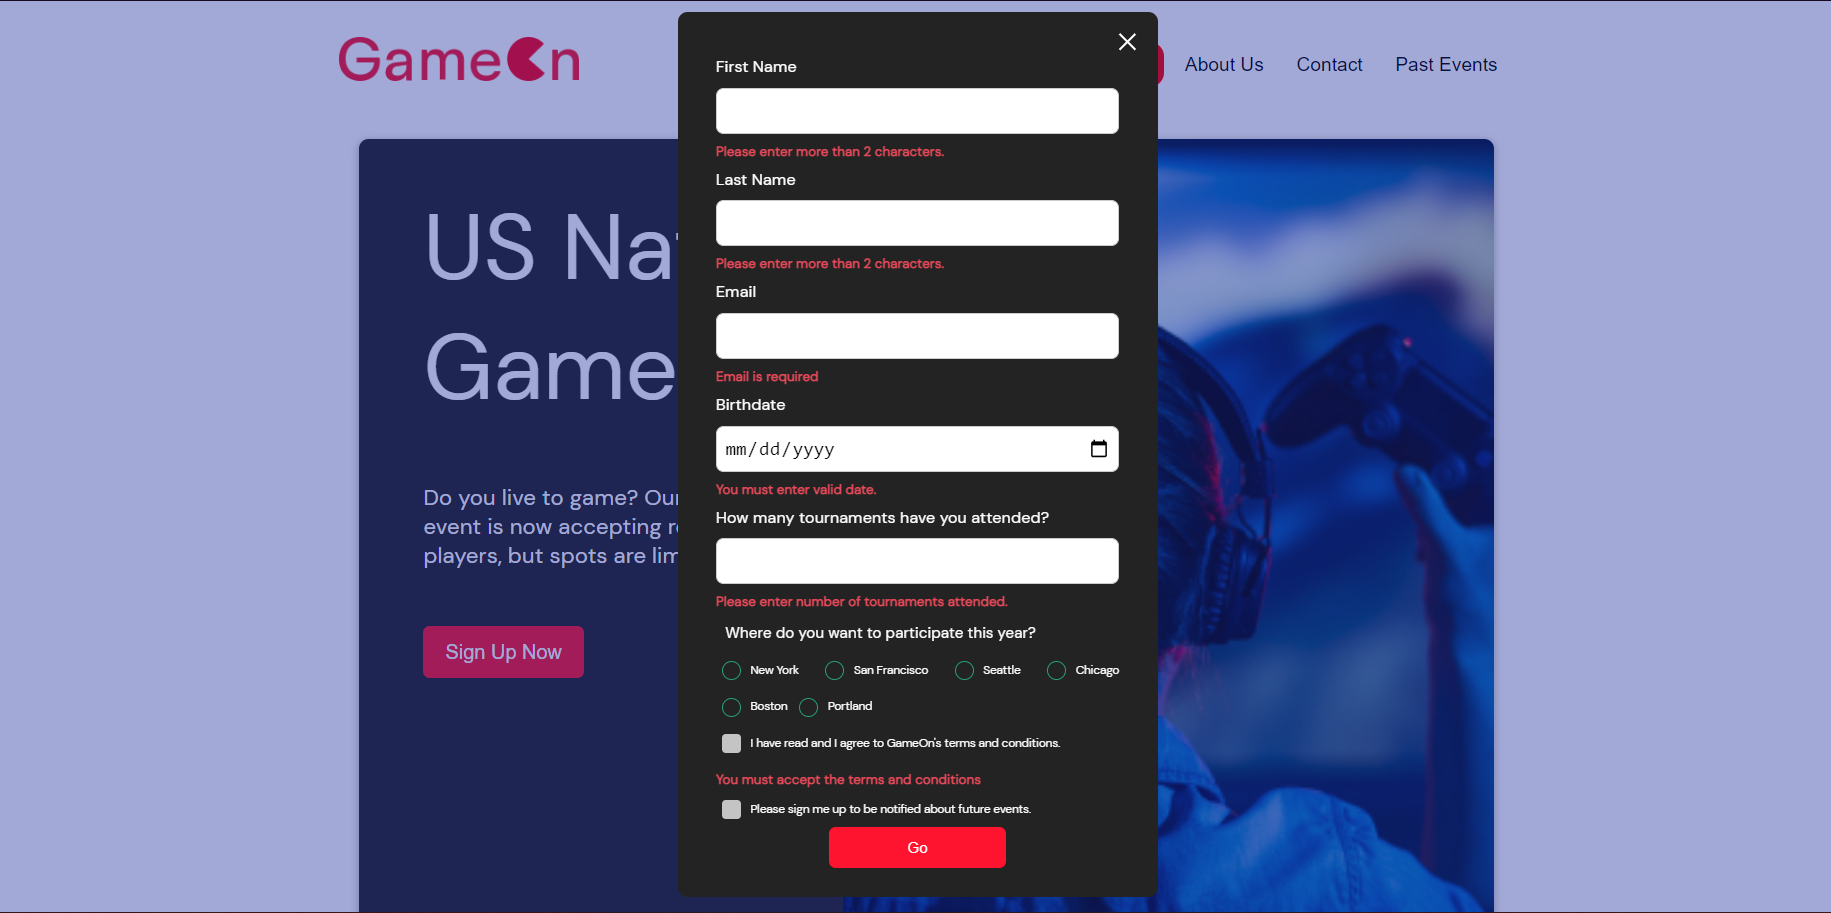 GameOn
About Us
Contact
Past Events
US Na
Game
Do you live to game? Our
event is now accepting re
players, but spots are lim
Sign Up Now
First Name
Please enter more than 2 characters.
Last Name
Please enter more than 2 characters.
Email
Email is required
Birthdate
mm/dd/yyyy
You must enter valid date.
How many tournaments have you attended?
Please enter number of tournaments attended.
Where do you want to participate this year?
New York San Francisco Seattle Chicago
Boston Portland
I have read and I agree to GameOn's terms and conditions.
You must accept the terms and conditions
Please sign me up to be notified about future events.
Go